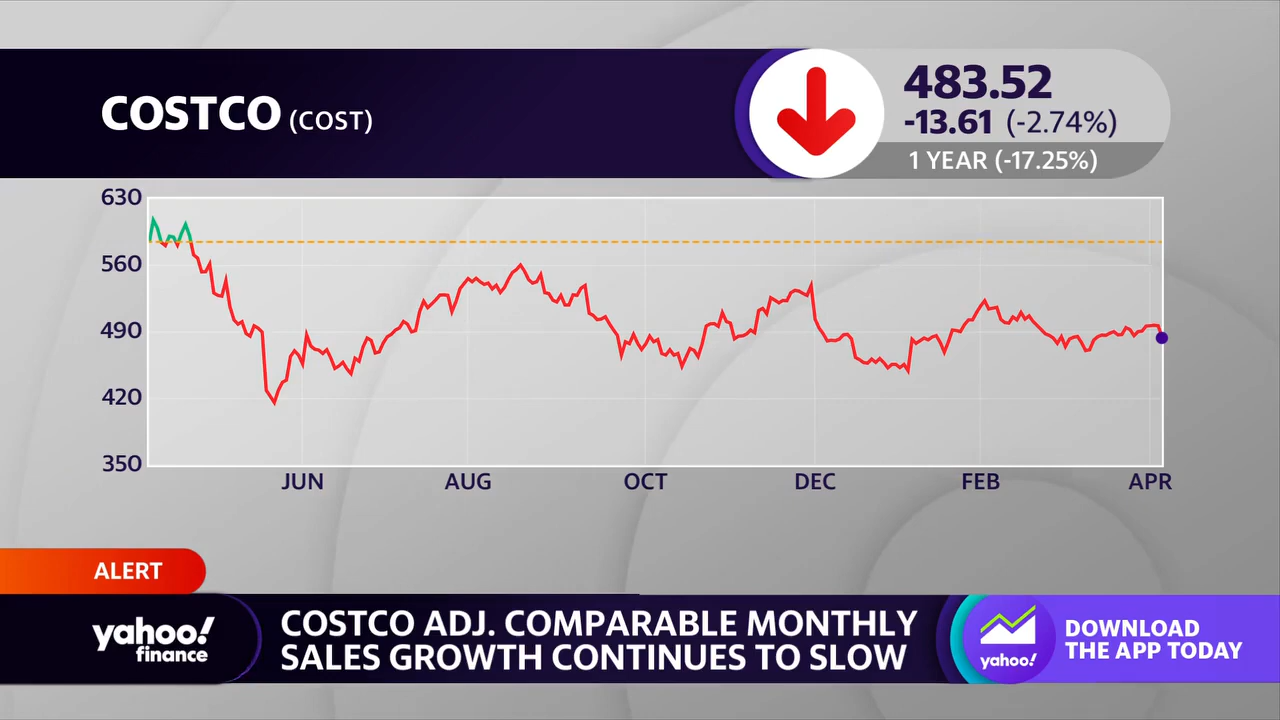 COSTCO (COST)
483.52
-13.61 (-2.74%)
1 YEAR (-17.25%)
630
560
490
420
350
JUN AUG OCT DEC FEB APR
ALERT
yahoo!
finance
COSTCO ADJ. COMPARABLE MONTHLY
SALES GROWTH CONTINUES TO SLOW
yahoo!
DOWNLOAD
THE APP TODAY